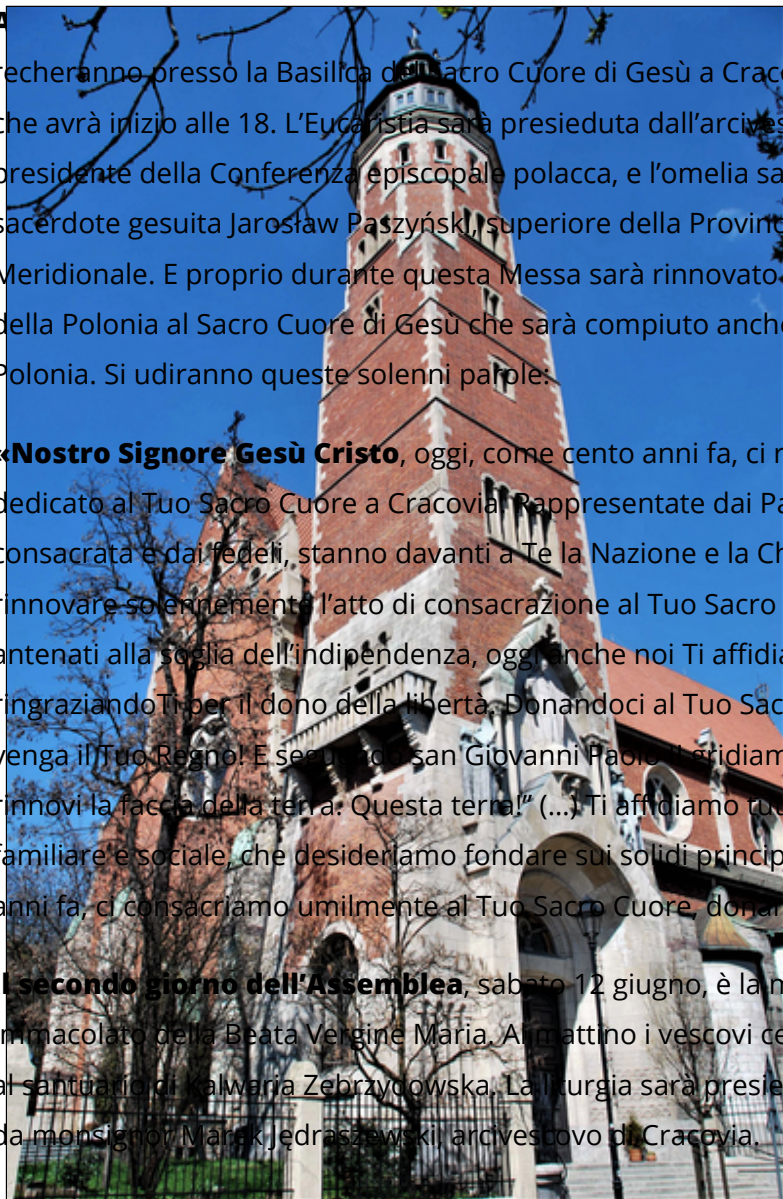 A
recheranno presso la Basilica del Sacro Cuore di Gesù a Crac
che avrà inizio alle 18. L’Eucaristia sarà presieduta dall’arcives
presidente della Conferenza episcopale polacca, e l’omelia sa
sacerdote gesuita Jarosław Paszyński, superiore della Provinc
Meridionale. E proprio durante questa Messa sarà rinnovato
della Polonia al Sacro Cuore di Gesù che sarà compiuto anche
Polonia. Si udiranno queste solenni parole:
«Nostro Signore Gesù Cristo, oggi, come cento anni fa, ci r
dedicato al Tuo Sacro Cuore a Cracovia. Rappresentate dai Pa
consacrata e dai fedeli, stanno davanti a Te la Nazione e la Ch
rinnovare solennemente l’atto di consacrazione al Tuo Sacro
antenati alla soglia dell’indipendenza, oggi anche noi Ti affidia
ringraziandoTi per il dono della libertà. Donandoci al Tuo Sac
venga il Tuo Regno! E seguendo san Giovanni Paolo II gridiam
rinnovi la faccia della terra. Questa terra!” (...) Ti affidiamo tu
familiare e sociale, che desideriamo fondare sui solidi princip
anni fa, ci consacriamo umilmente al Tuo Sacro Cuore, donan
Il secondo giorno dell’Assemblea, sabato 12 giugno, è la m
Immacolato della Beata Vergine Maria. Al mattino i vescovi ce
al santuario di Kalwaria Zebrzydowska. La liturgia sarà presie
da monsignor Marek Jędraszewski, arcivescovo di Cracovia.